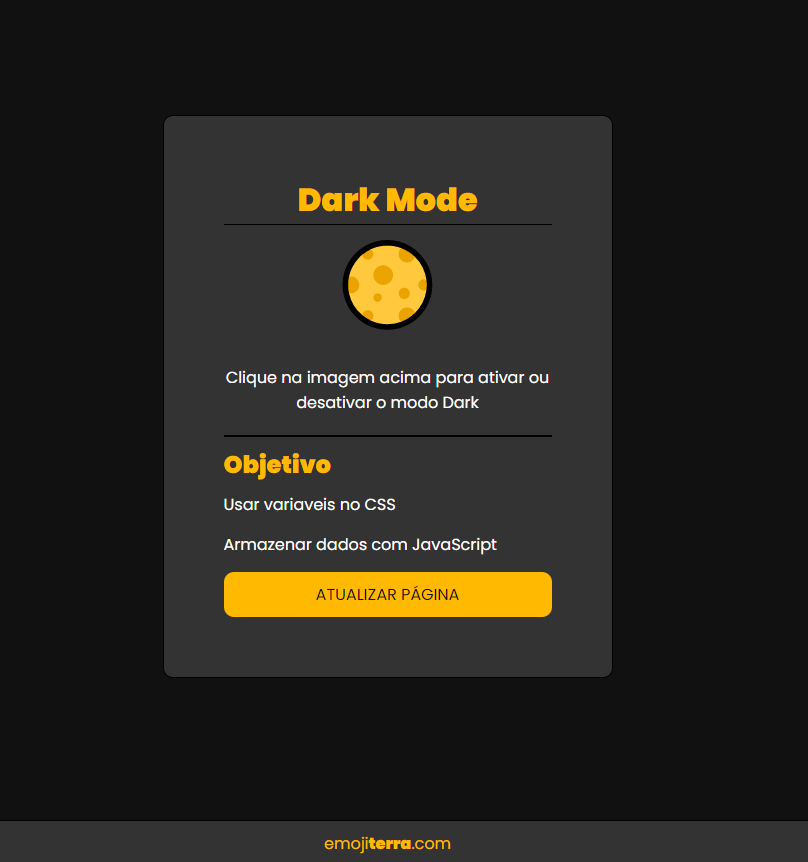 Dark Mode
Clique na imagem acima para ativar ou
desativar o modo Dark
Objetivo
Usar variaveis no CSS
Armazenar dados com JavaScript
ATUALIZAR PÁGINA
emojiterra.com